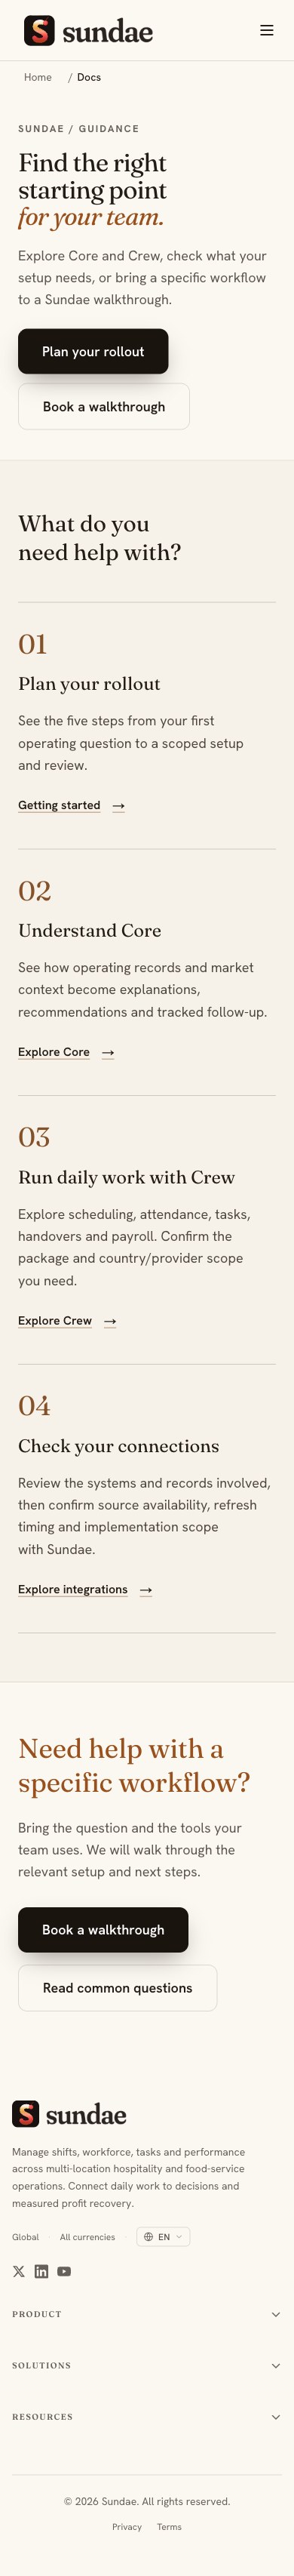 S sundae
Home / Docs
SUNDAE / GUIDANCE
Find the right
starting point
for your team.
Explore Core and Crew, check what your
setup needs, or bring a specific workflow
to a Sundae walkthrough.
Plan your rollout
Book a walkthrough
What do you
need help with?
01
Plan your rollout
See the five steps from your first
operating question to a scoped setup
and review.
Getting started →
02
Understand Core
See how operating records and market
context become explanations,
recommendations and tracked follow-up.
Explore Core →
03
Run daily work with Crew
Explore scheduling, attendance, tasks,
handovers and payroll. Confirm the
package and country/provider scope
you need.
Explore Crew →
04
Check your connections
Review the systems and records involved,
then confirm source availability, refresh
timing and implementation scope
with Sundae.
Explore integrations →
Need help with a
specific workflow?
Bring the question and the tools your
team uses. We will walk through the
relevant setup and next steps.
Book a walkthrough
Read common questions
S sundae
Manage shifts, workforce, tasks and performance
across multi-location hospitality and food-service
operations. Connect daily work to decisions and
measured profit recovery.
Global · All currencies · EN
PRODUCT
SOLUTIONS
RESOURCES
© 2026 Sundae. All rights reserved.
Privacy Terms